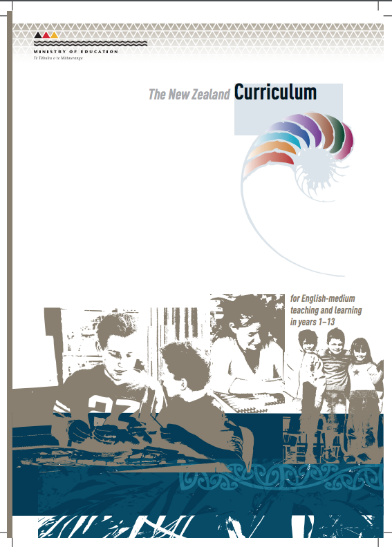 MINISTRY OF EDUCATION
Te Tāhuhu o te Mātauranga
The New Zealand Curriculum
for English-medium
teaching and learning
in years 1–13